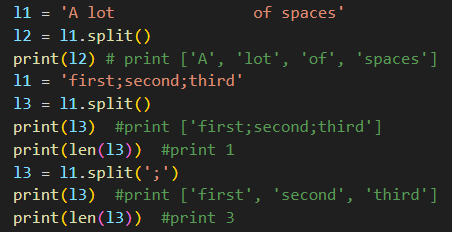 l1 = 'A lot               of spaces'
l2 = l1.split()
print(l2) # print ['A', 'lot', 'of', 'spaces']
l1 = 'first;second;third'
l3 = l1.split()
print(l3)  #print ['first;second;third']
print(len(l3))  #print 1
l3 = l1.split(';')
print(l3)  #print ['first', 'second', 'third']
print(len(l3))  #print 3